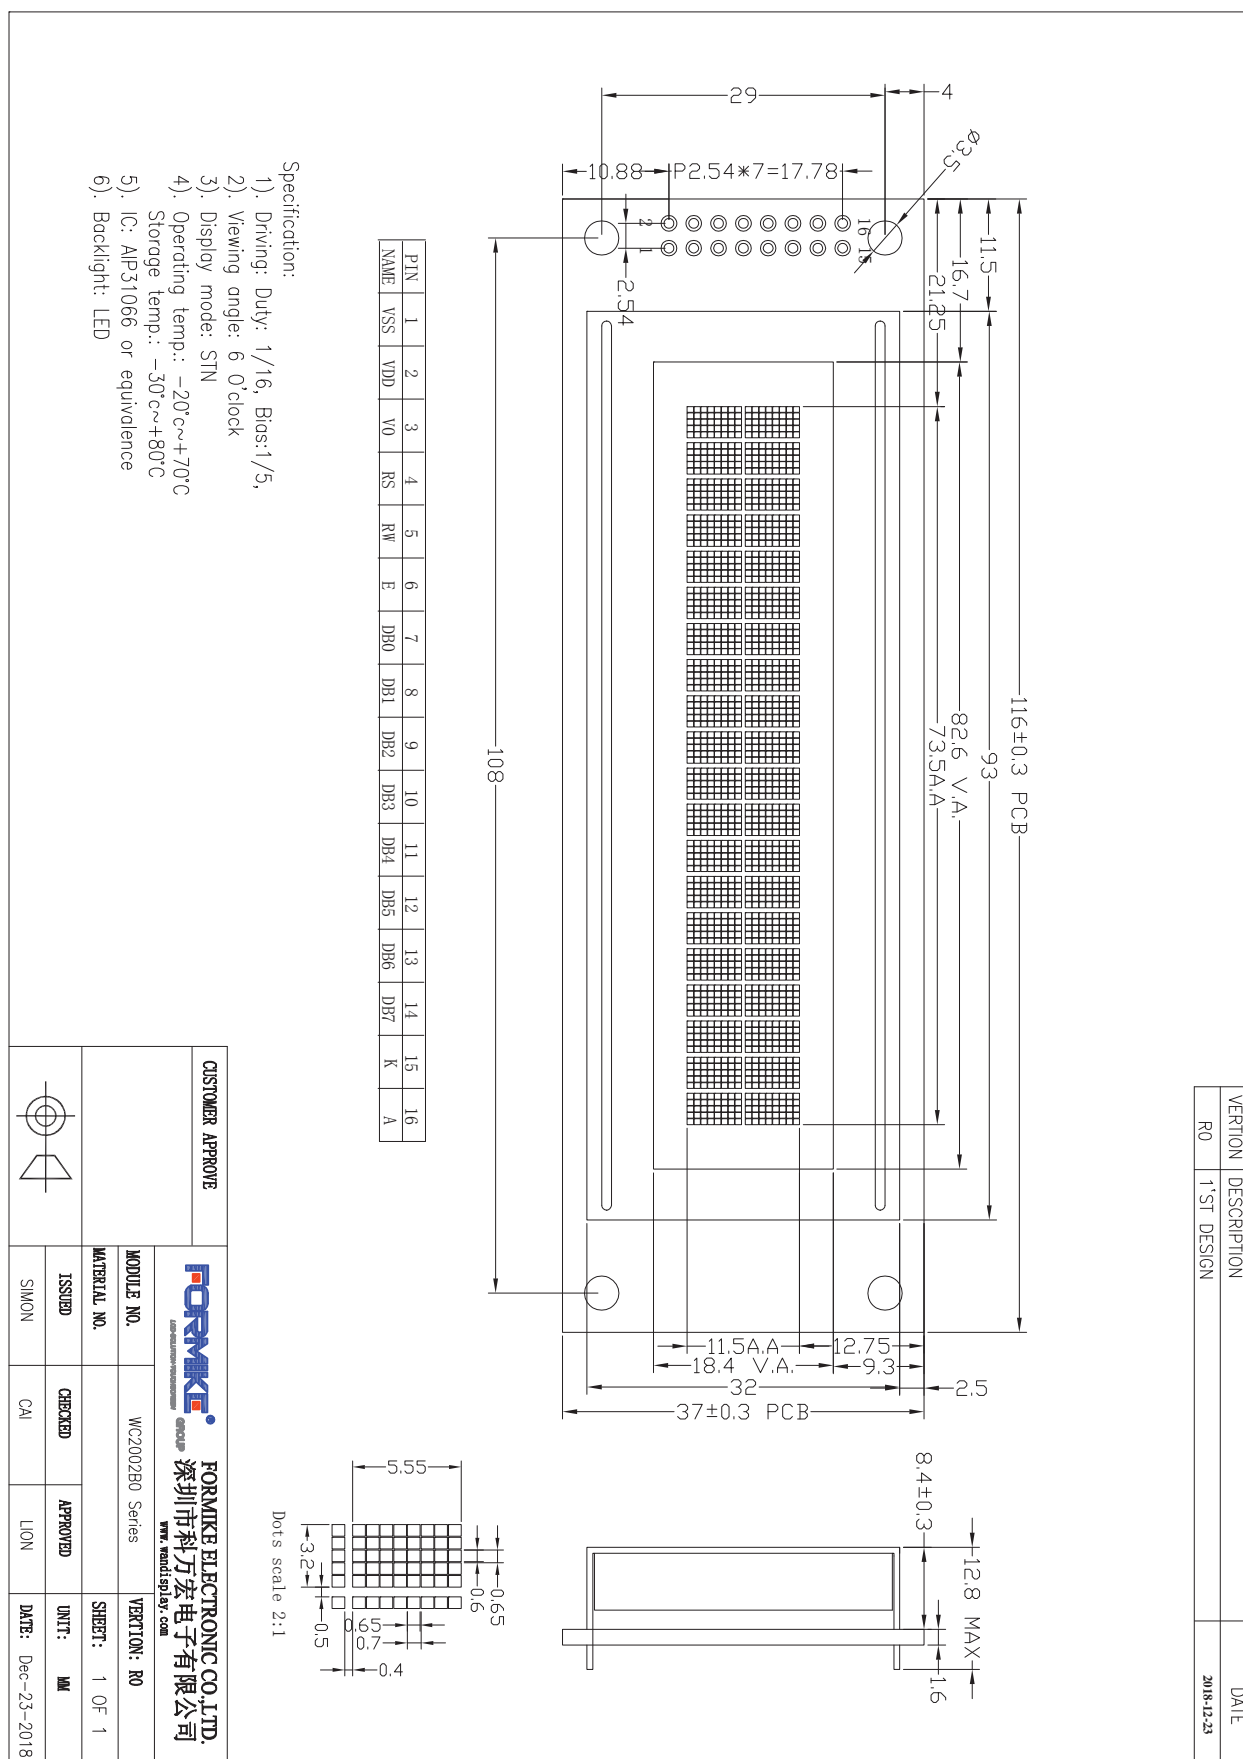 VERTION DESCRIPTION DATE
R0 1'ST DESIGN 2018-12-23
116±0.3 PCB
93
82.6 V.A.
73.5A.A
11.5
16.7
21.25
4
29
ø3.5
10.88
P2.54*7=17.78
2
1
16
15
2.54
108
11.5A.A
12.75
18.4 V.A.
9.3
32
2.5
37±0.3 PCB
8.4±0.3
12.8 MAX
1.6
5.55
3.2
0.65
0.6
0.65
0.7
0.5
0.4
Dots scale 2:1
PIN 1 2 3 4 5 6 7 8 9 10 11 12 13 14 15 16
NAME VSS VDD V0 RS RW E DB0 DB1 DB2 DB3 DB4 DB5 DB6 DB7 K A
Specification:
1). Driving: Duty: 1/16, Bias:1/5,
2). Viewing angle: 6 O'clock
3). Display mode: STN
4). Operating temp.: -20°c~+70°C
Storage temp.: -30°c~+80°C
5). IC: AIP31066 or equivalence
6). Backlight: LED
CUSTOMER APPROVE
FORMIKE®
GROUP
FORMIKE ELECTRONIC CO.,LTD.
深圳市科万宏电子有限公司
www.wandisplay.com
MODULE NO. WC2002B0 Series VERTION: R0
MATERIAL NO. SHEET: 1 OF 1
ISSUED CHECKED APPROVED UNIT: MM
SIMON CAI LION DATE: Dec-23-2018